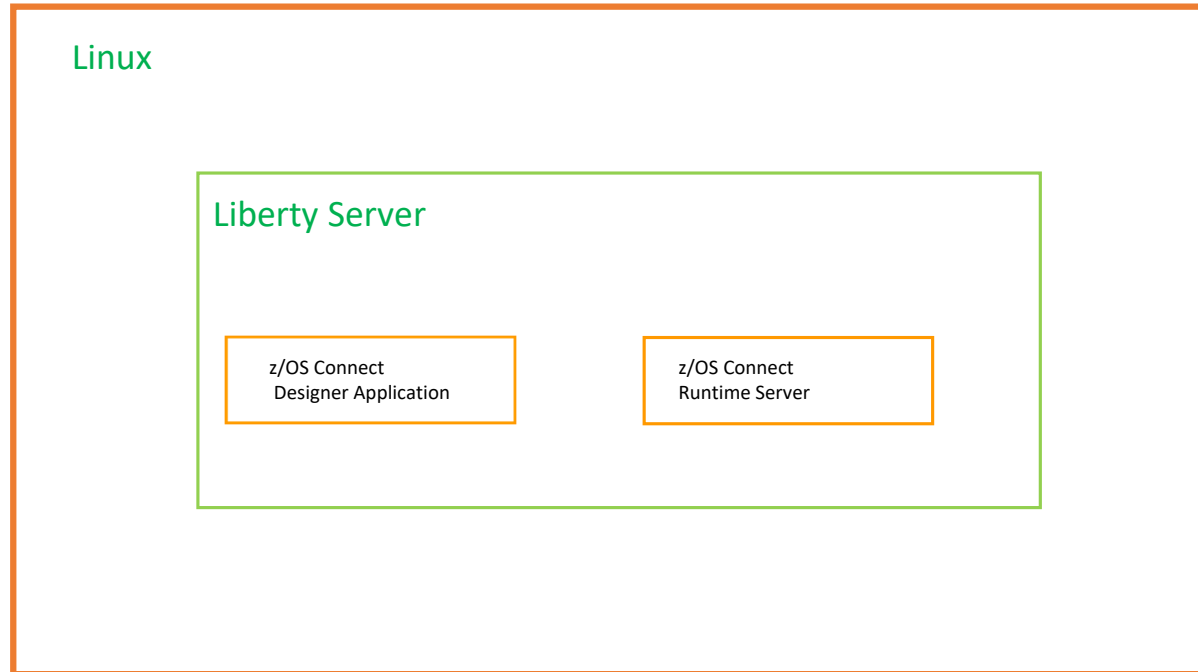 Linux
Liberty Server
z/OS Connect
Designer Application
z/OS Connect
Runtime Server